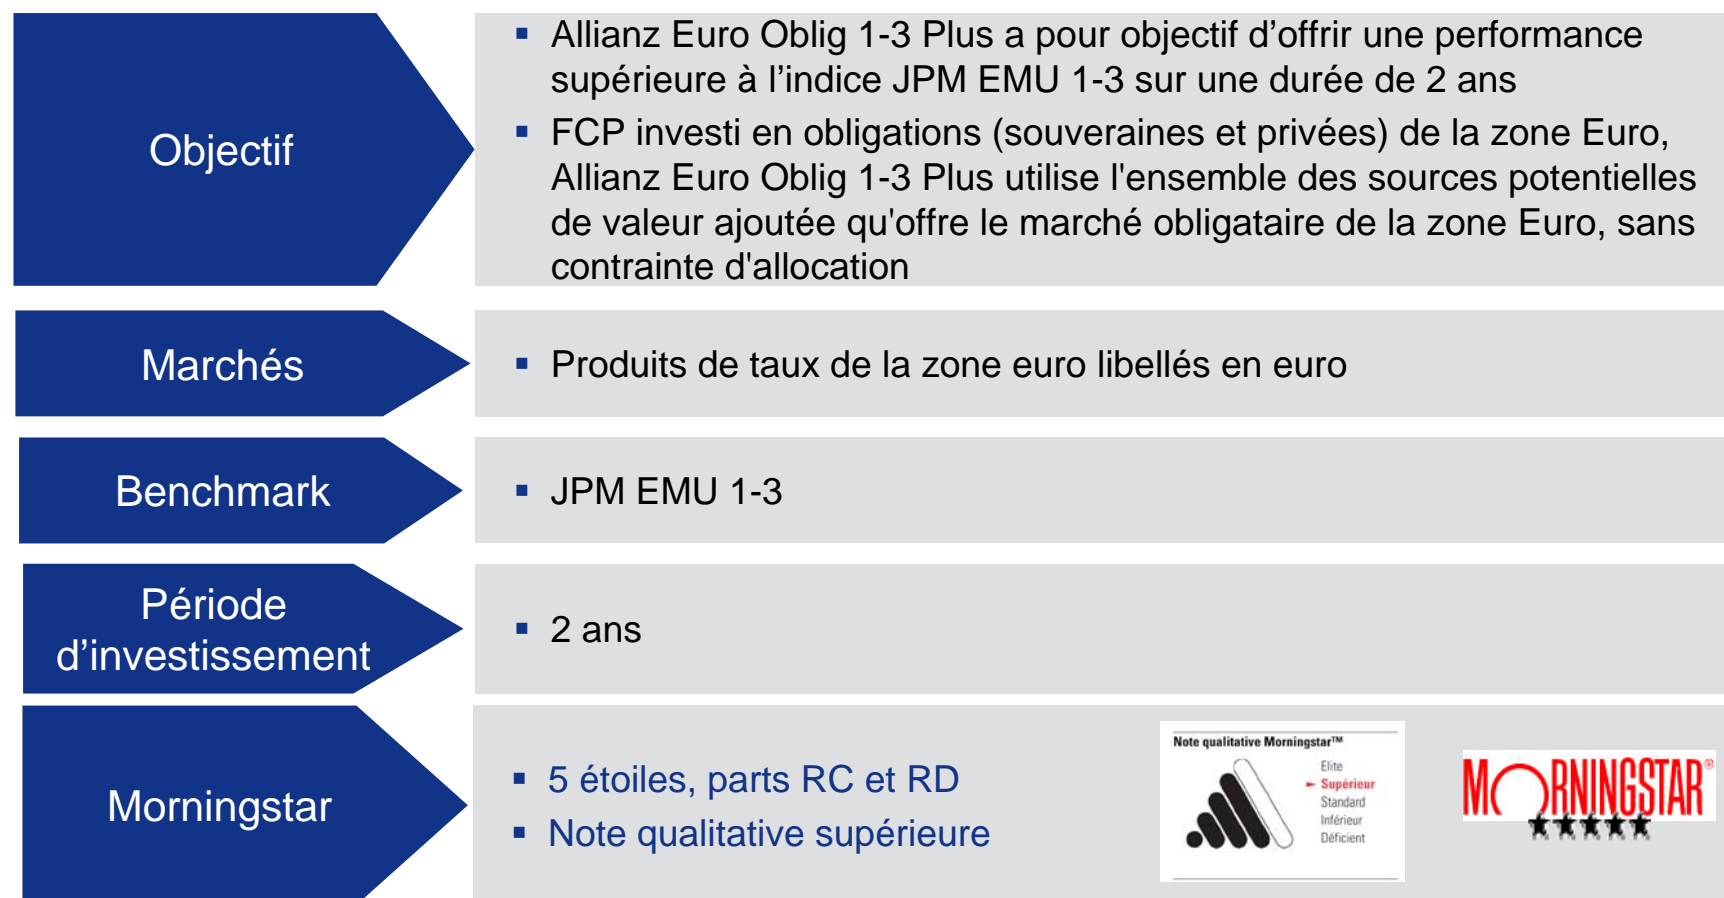 Objectif
▪ Allianz Euro Oblig 1-3 Plus a pour objectif d’offrir une performance
supérieure à l’indice JPM EMU 1-3 sur une durée de 2 ans
▪ FCP investi en obligations (souveraines et privées) de la zone Euro,
Allianz Euro Oblig 1-3 Plus utilise l'ensemble des sources potentielles
de valeur ajoutée qu'offre le marché obligataire de la zone Euro, sans
contrainte d'allocation
Marchés
▪ Produits de taux de la zone euro libellés en euro
Benchmark
▪ JPM EMU 1-3
Période
d’investissement
▪ 2 ans
Morningstar
▪ 5 étoiles, parts RC et RD
▪ Note qualitative supérieure
Note qualitative Morningstar™
Elite
Supérieur
Standard
Inférieur
Déficient
MORNINGSTAR®